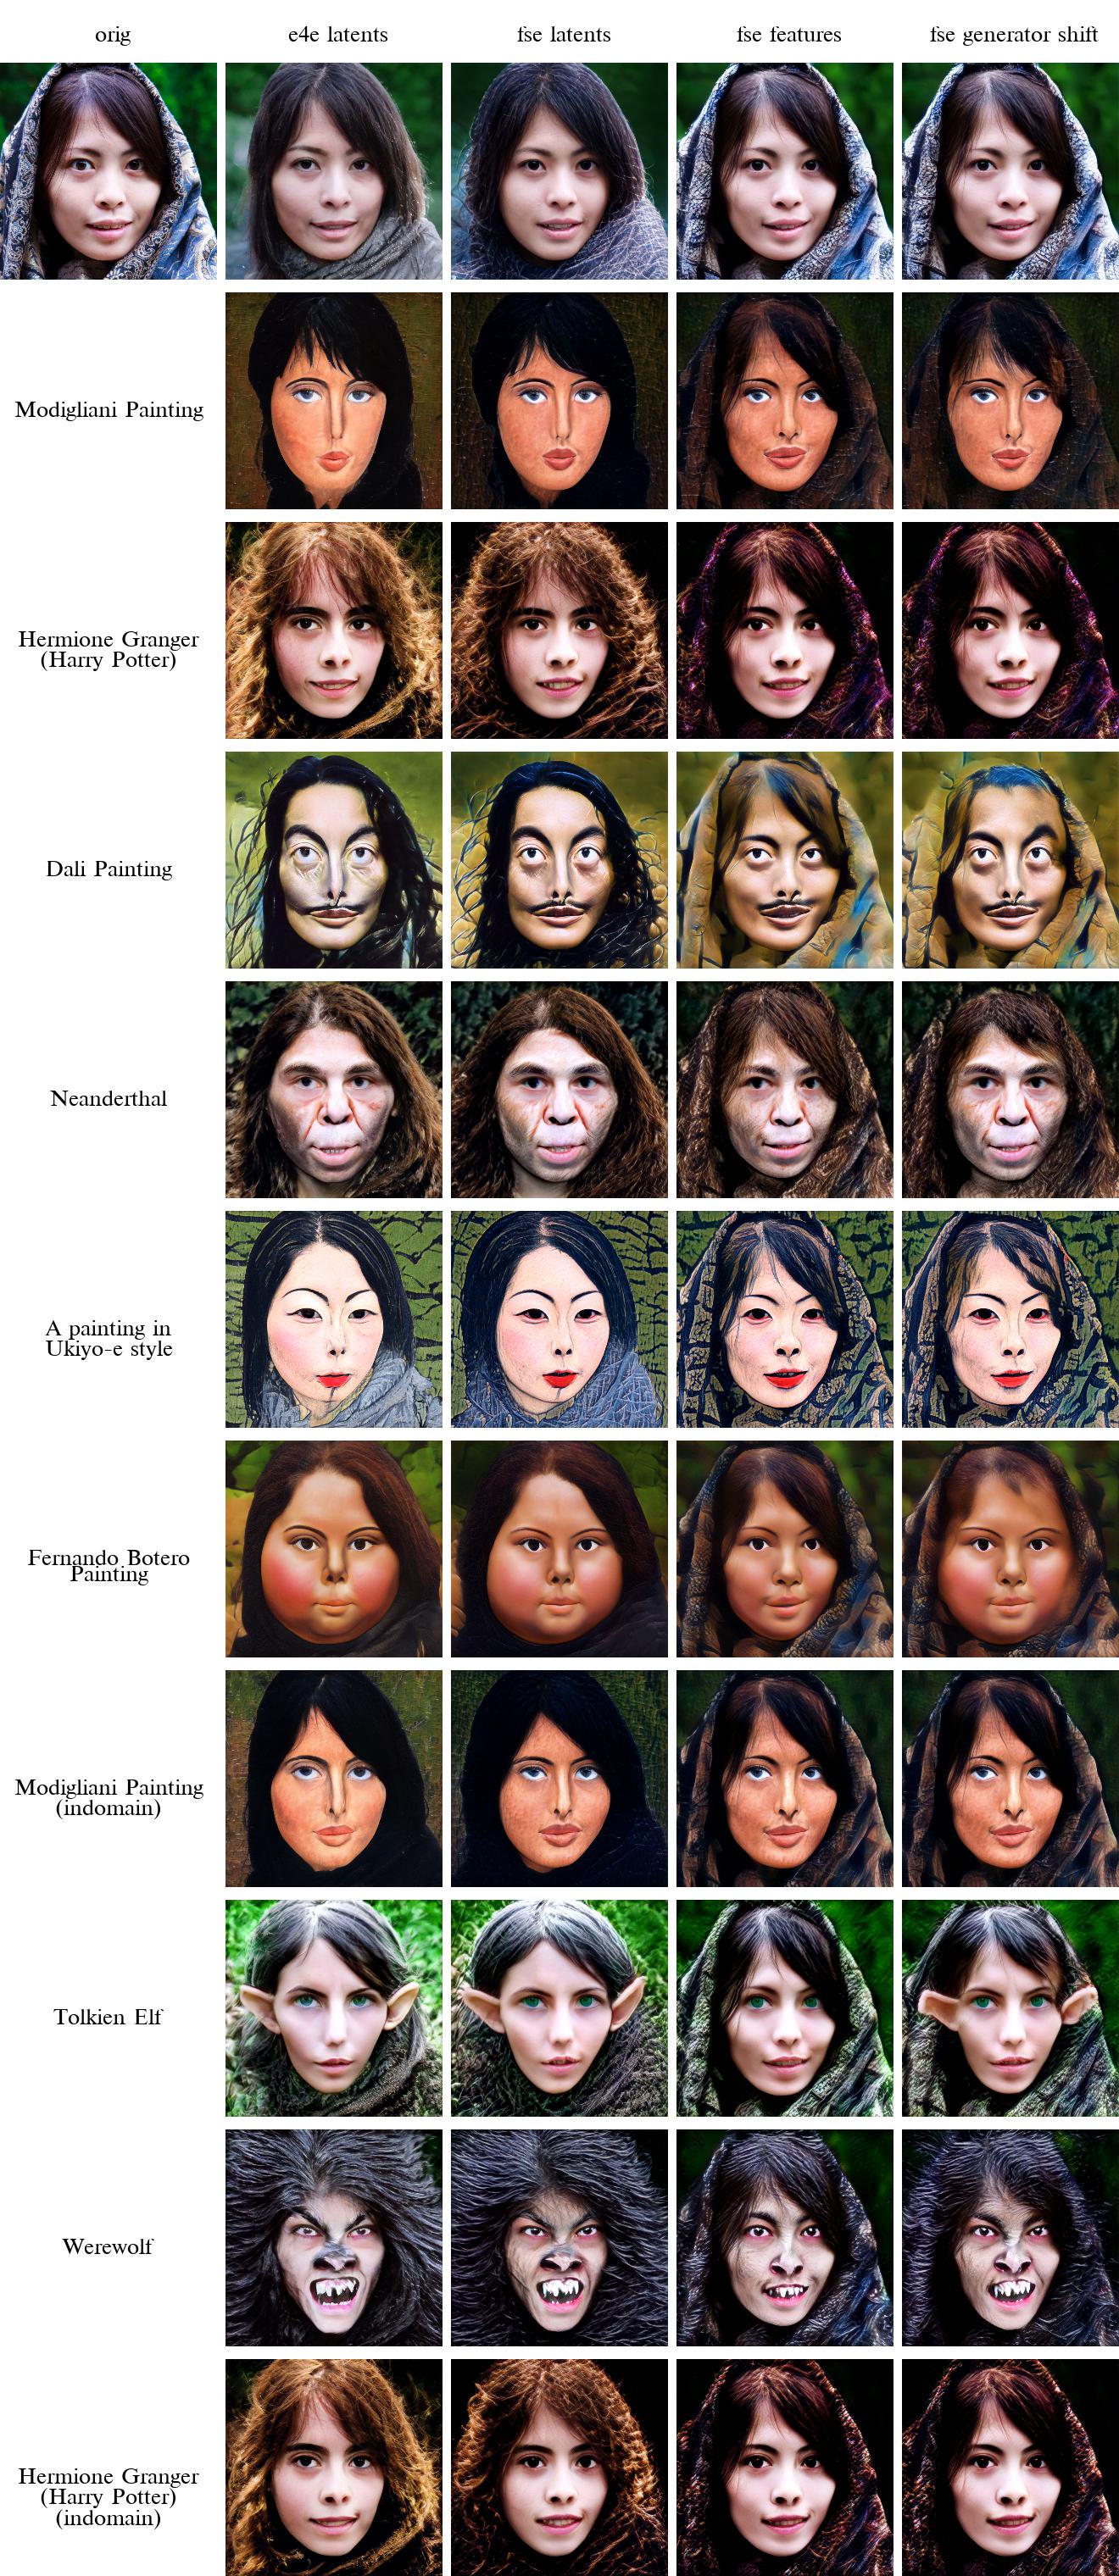 orig e4e latents fse latents fse features fse generator shift
Modigliani Painting
Hermione Granger
(Harry Potter)
Dali Painting
Neanderthal
A painting in
Ukiyo-e style
Fernando Botero
Painting
Modigliani Painting
(indomain)
Tolkien Elf
Werewolf
Hermione Granger
(Harry Potter)
(indomain)